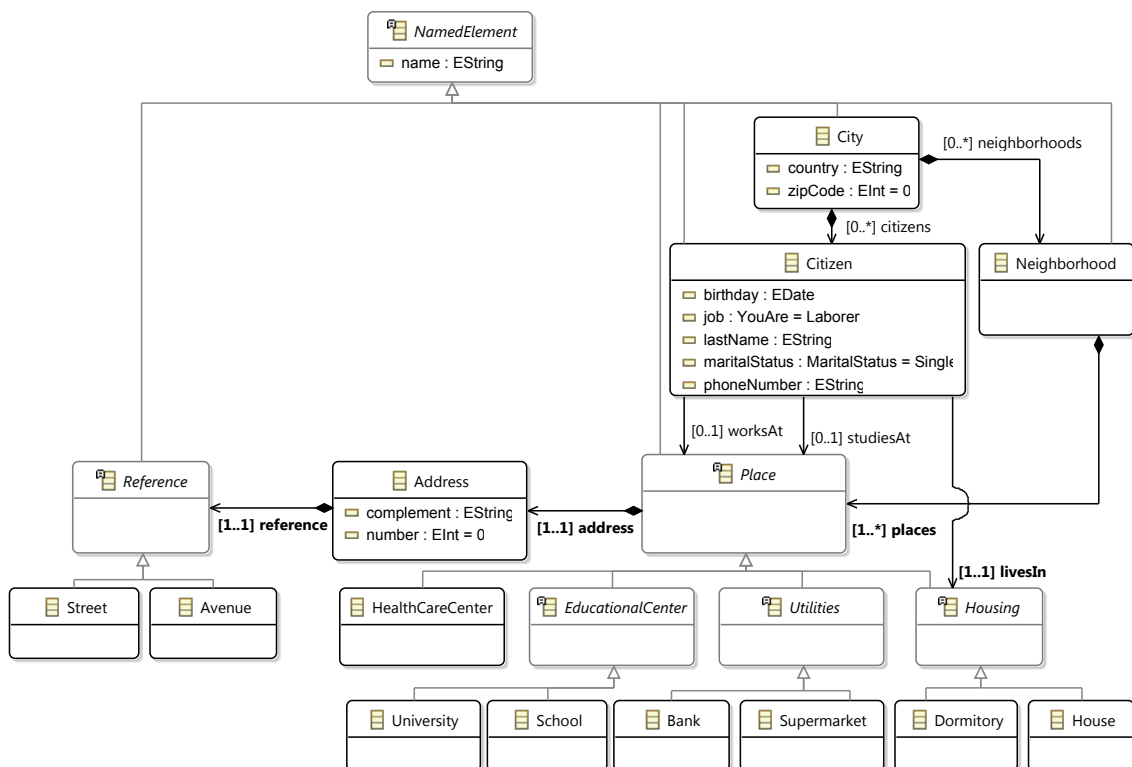 NamedElement
name : EString
City
country : EString
zipCode : EInt = 0
[0..*] neighborhoods
[0..*] citizens
Citizen
birthday : EDate
job : YouAre = Laborer
lastName : EString
maritalStatus : MaritalStatus = Single
phoneNumber : EString
Neighborhood
[0..1] worksAt
[0..1] studiesAt
Reference
[1..1] reference
Address
complement : EString
number : EInt = 0
[1..1] address
Place
[1..*] places
[1..1] livesIn
Street
Avenue
HealthCareCenter
EducationalCenter
Utilities
Housing
University
School
Bank
Supermarket
Dormitory
House